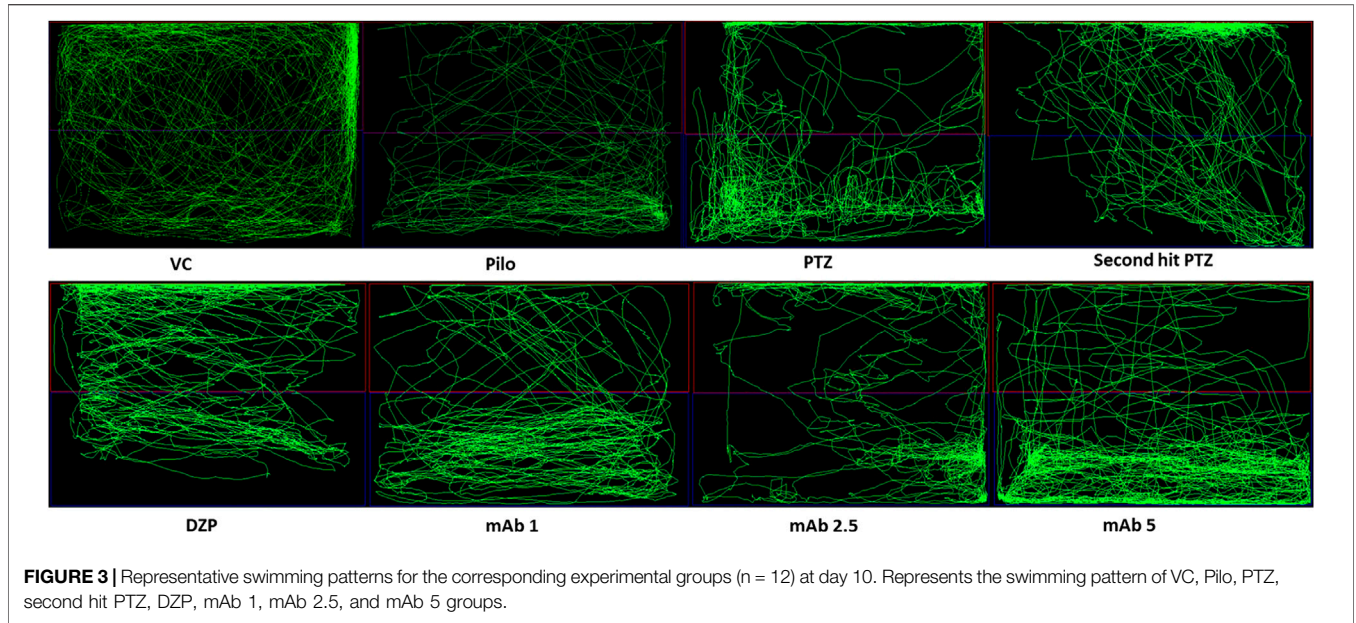 VC Pilo PTZ Second hit PTZ
DZP mAb 1 mAb 2.5 mAb 5
FIGURE 3 | Representative swimming patterns for the corresponding experimental groups (n = 12) at day 10. Represents the swimming pattern of VC, Pilo, PTZ,
second hit PTZ, DZP, mAb 1, mAb 2.5, and mAb 5 groups.